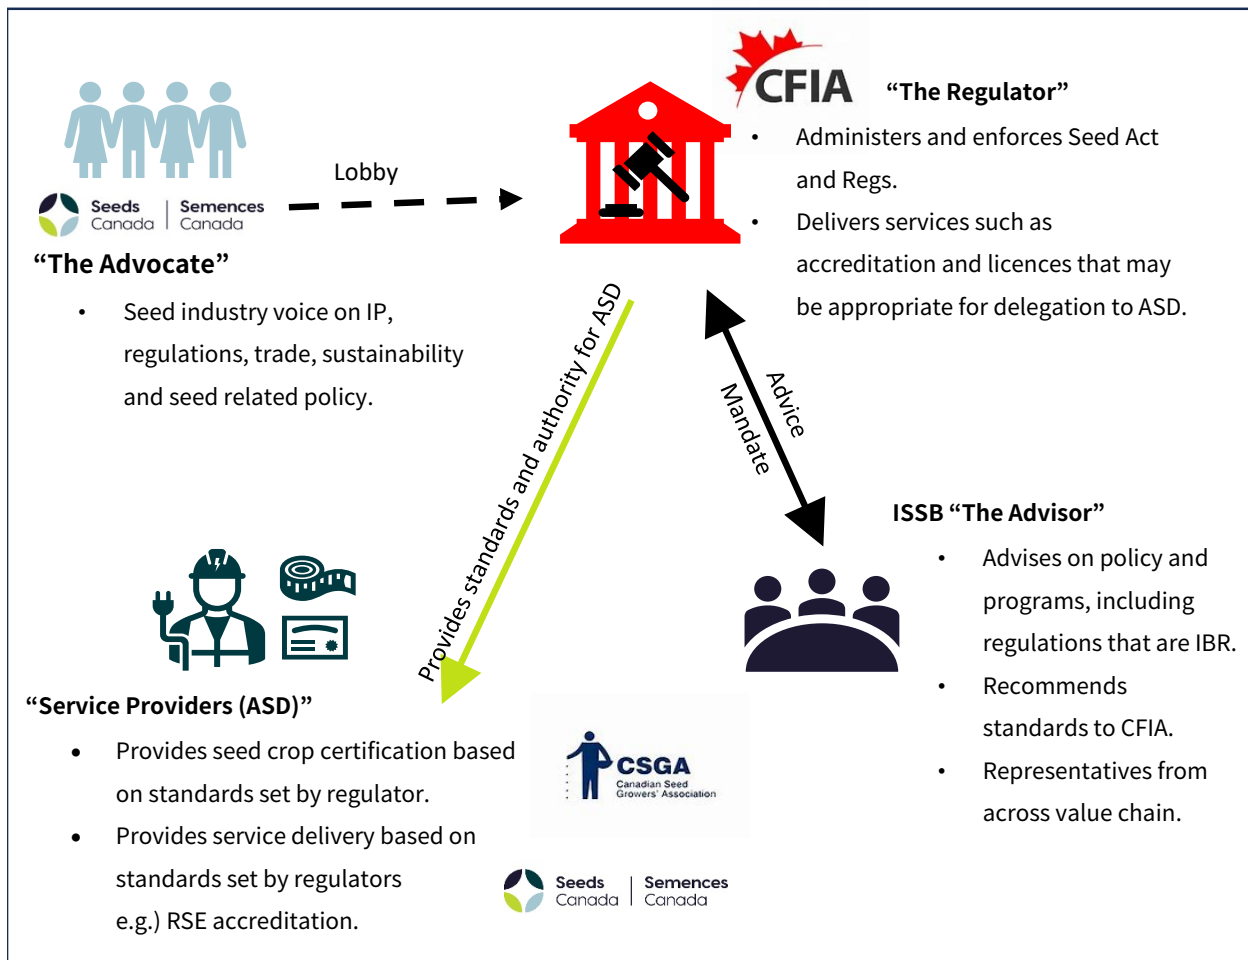 CFIA
“The Regulator”
• Administers and enforces Seed Act
and Regs.
• Delivers services such as
accreditation and licences that may
be appropriate for delegation to ASD.
Lobby
Seeds | Semences
Canada | Canada
“The Advocate”
• Seed industry voice on IP,
regulations, trade, sustainability
and seed related policy.
Provides standards and authority for ASD
Advice
Mandate
ISSB “The Advisor”
• Advises on policy and
programs, including
regulations that are IBR.
• Recommends
standards to CFIA.
• Representatives from
across value chain.
“Service Providers (ASD)”
• Provides seed crop certification based
on standards set by regulator.
• Provides service delivery based on
standards set by regulators
e.g.) RSE accreditation.
CSGA
Canadian Seed
Growers' Association
Seeds | Semences
Canada | Canada